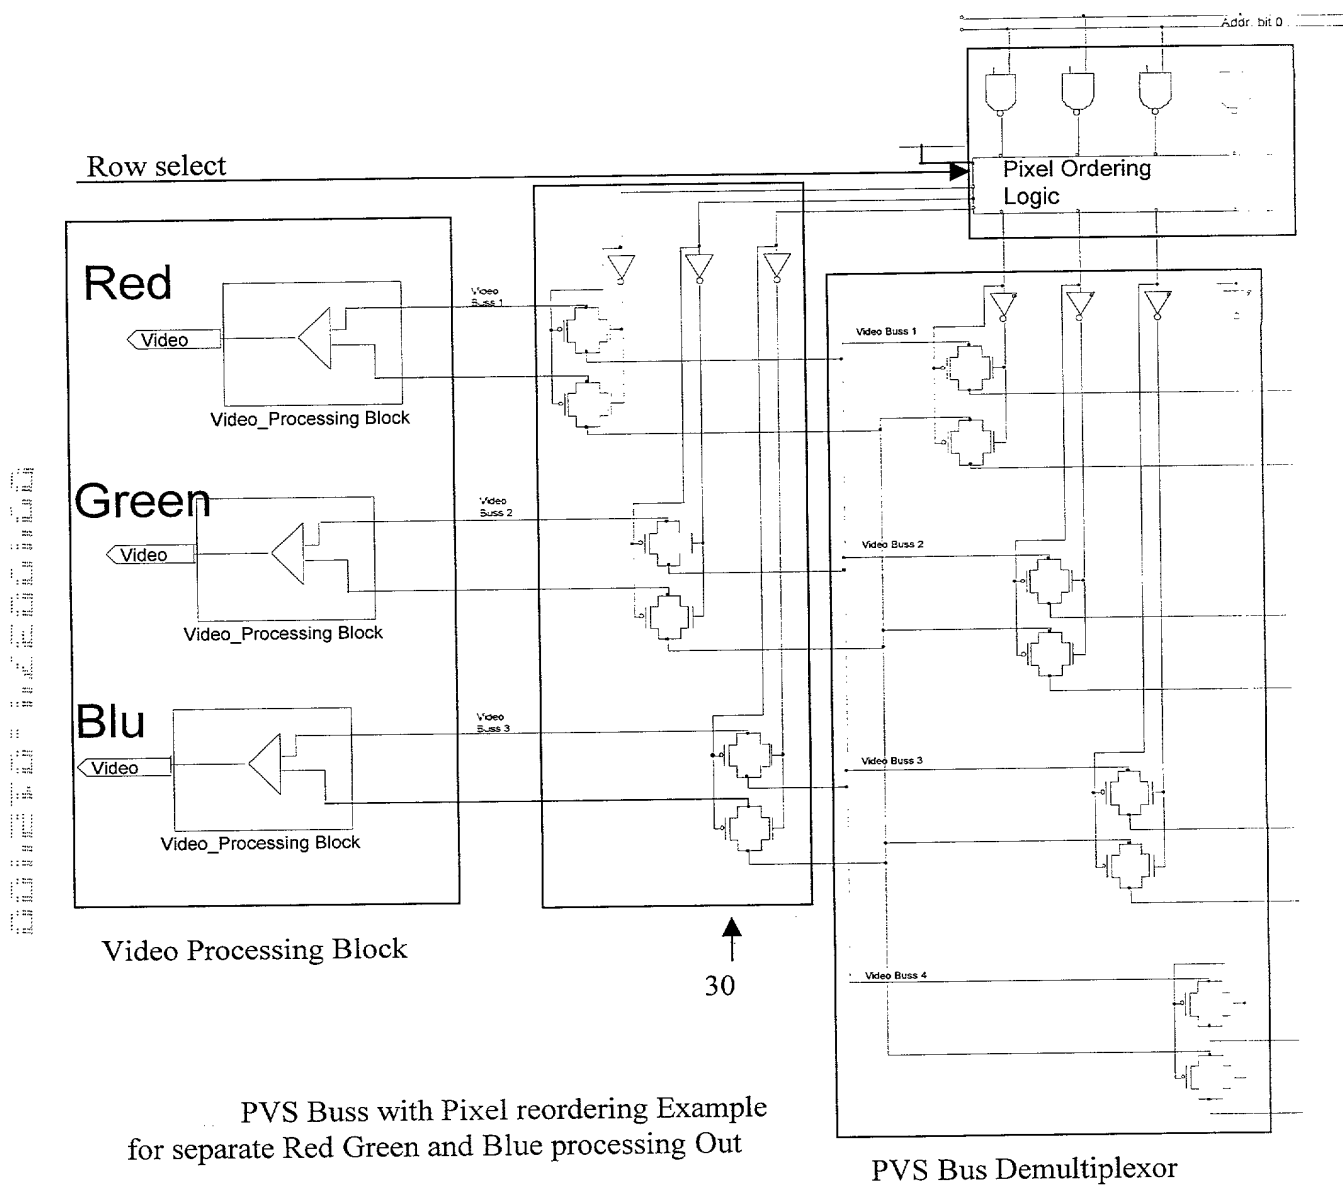 Addr. bit 0
Row select
Pixel Ordering
Logic
Red
Video
Video_Processing Block
Video
Buss 1
Video Buss 1
Green
Video
Video_Processing Block
Video
Buss 2
Video Buss 2
Blu
Video
Video_Processing Block
Video
Buss 3
Video Buss 3
Video Buss 4
Video Processing Block
30
PVS Buss with Pixel reordering Example
for separate Red Green and Blue processing Out
PVS Bus Demultiplexor